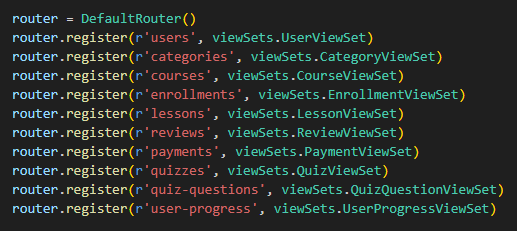 router = DefaultRouter()
router.register(r'users', viewSets.UserViewSet)
router.register(r'categories', viewSets.CategoryViewSet)
router.register(r'courses', viewSets.CourseViewSet)
router.register(r'enrollments', viewSets.EnrollmentViewSet)
router.register(r'lessons', viewSets.LessonViewSet)
router.register(r'reviews', viewSets.ReviewViewSet)
router.register(r'payments', viewSets.PaymentViewSet)
router.register(r'quizzes', viewSets.QuizViewSet)
router.register(r'quiz-questions', viewSets.QuizQuestionViewSet)
router.register(r'user-progress', viewSets.UserProgressViewSet)